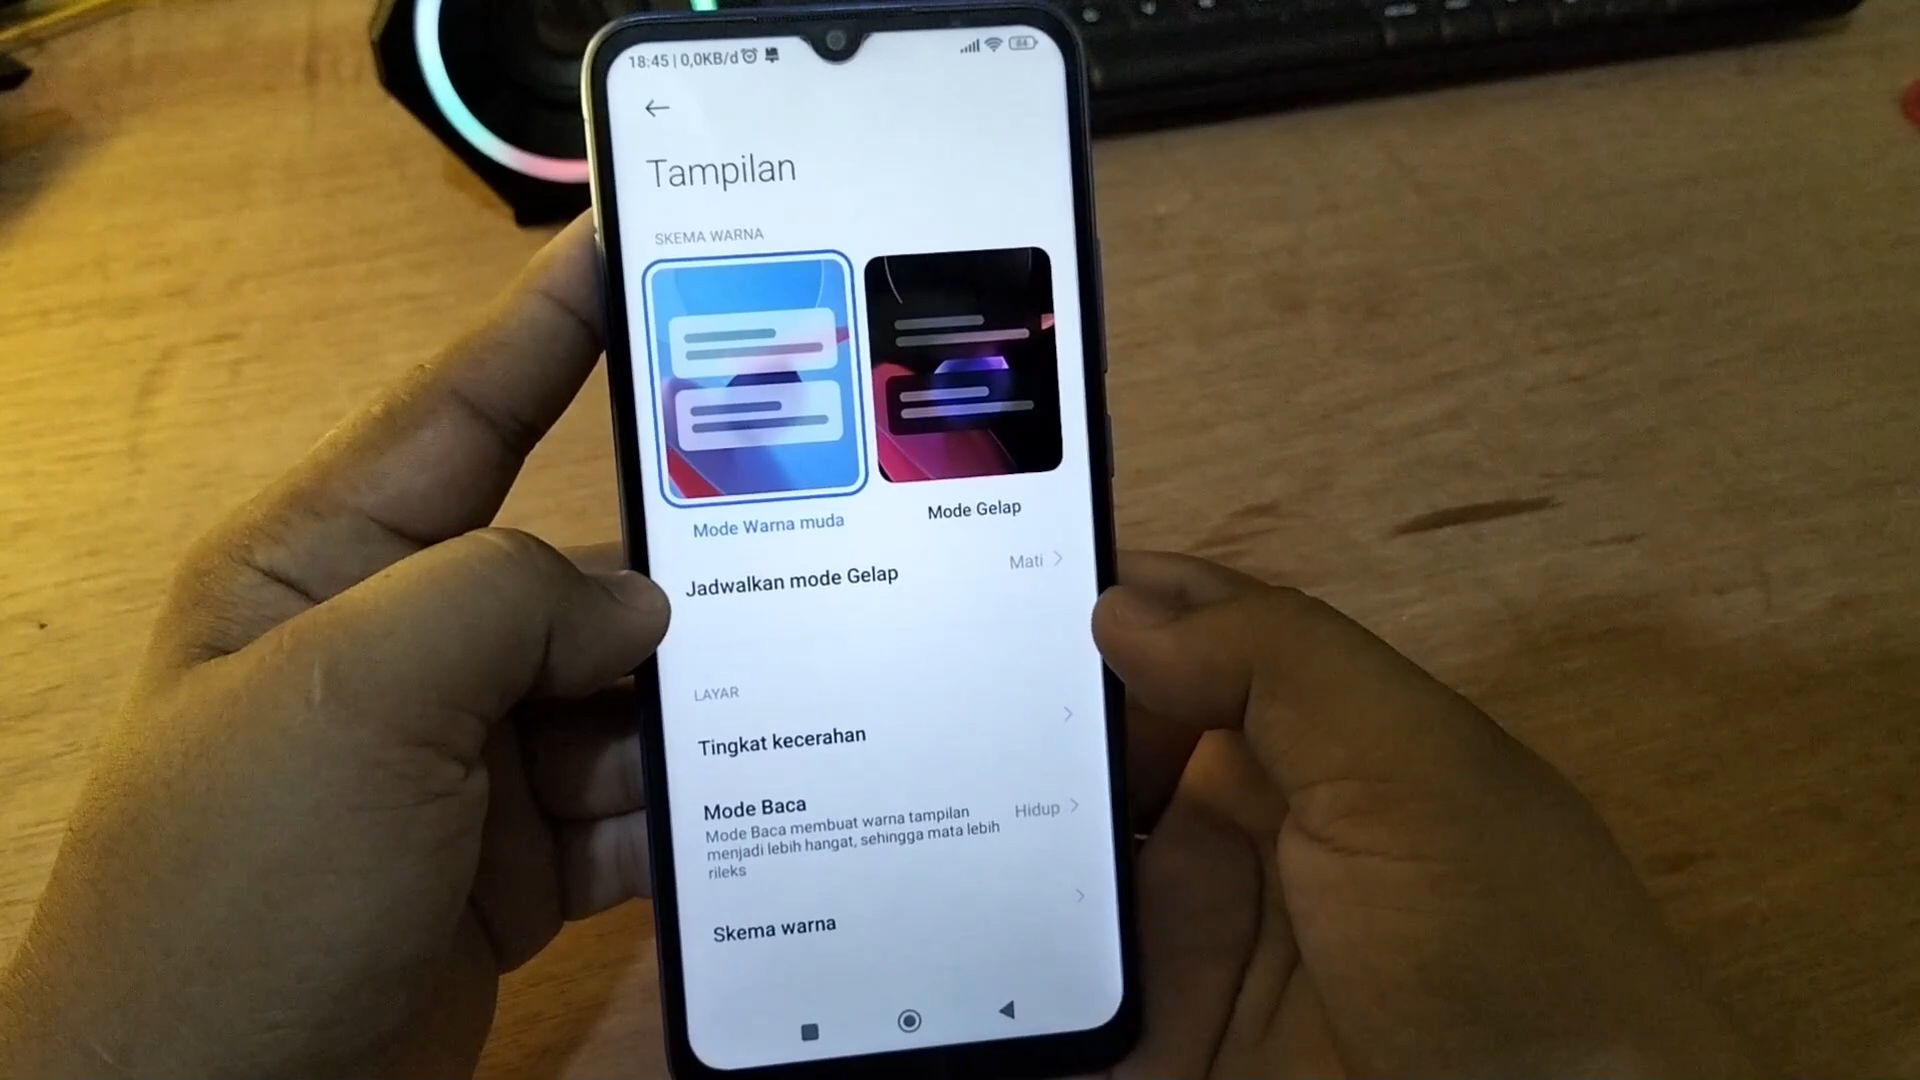 18:45 | 0,0KB/d
84
Tampilan
SKEMA WARNA
Mode Warna muda
Mode Gelap
Jadwalkan mode Gelap
Mati
LAYAR
Tingkat kecerahan
Mode Baca
Hidup
Mode Baca membuat warna tampilan
menjadi lebih hangat, sehingga mata lebih
rileks
Skema warna